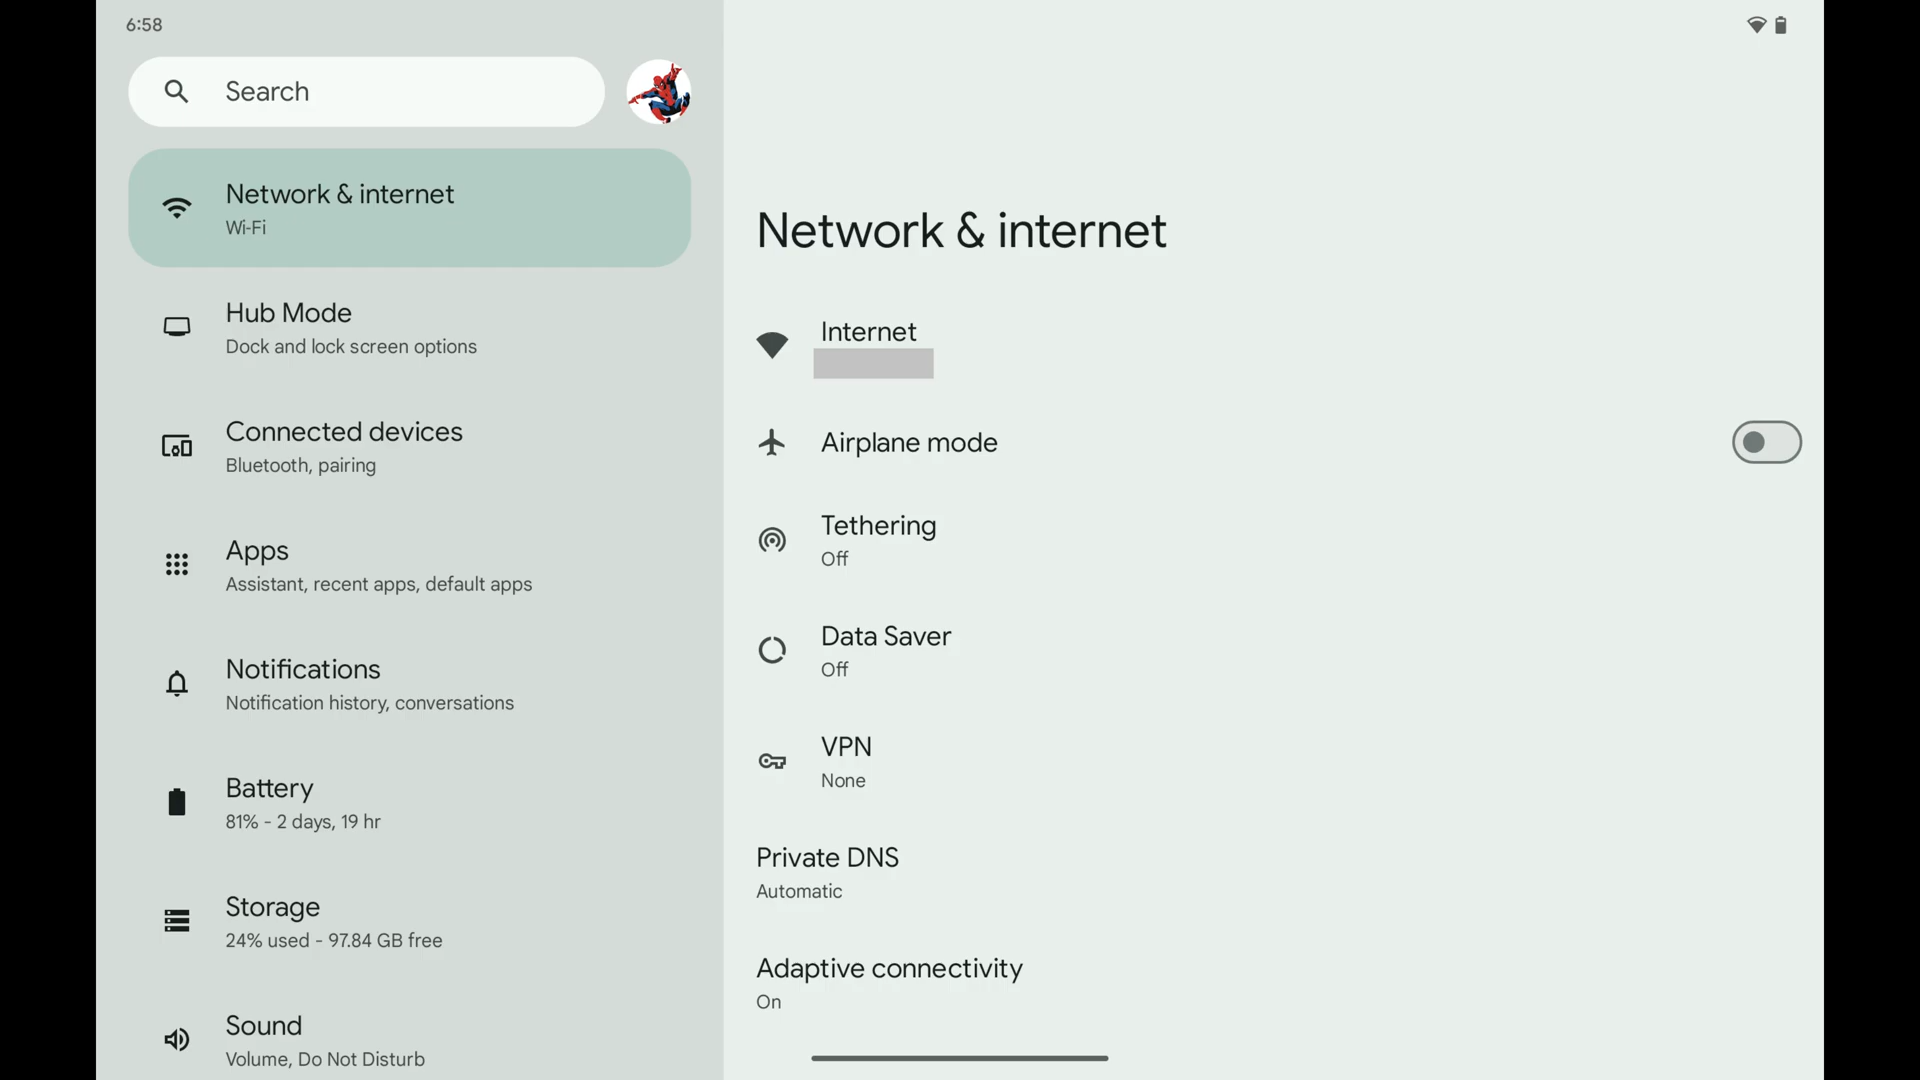 6:58
Search
Network & internet
Wi-Fi
Hub Mode
Dock and lock screen options
Connected devices
Bluetooth, pairing
Apps
Assistant, recent apps, default apps
Notifications
Notification history, conversations
Battery
81% - 2 days, 19 hr
Storage
24% used - 97.84 GB free
Sound
Volume, Do Not Disturb
Network & internet
Internet
Airplane mode
Tethering
Off
Data Saver
Off
VPN
None
Private DNS
Automatic
Adaptive connectivity
On